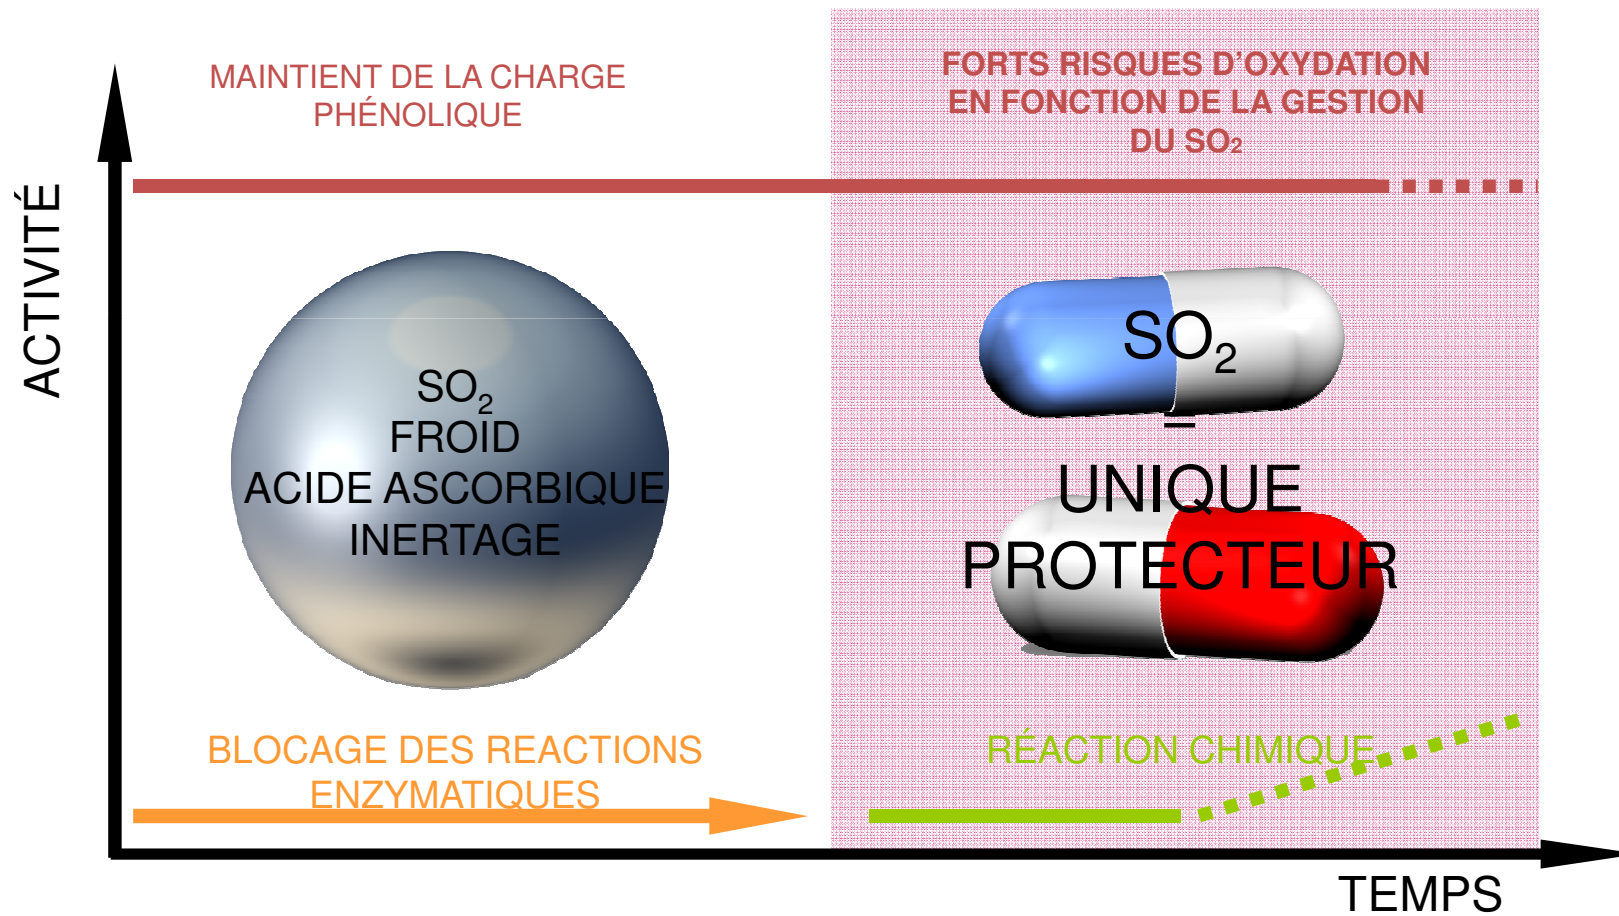 MAINTIENT DE LA CHARGE
PHÉNOLIQUE
FORTS RISQUES D'OXYDATION
EN FONCTION DE LA GESTION
DU SO₂
ACTIVITÉ
SO₂
FROID
ACIDE ASCORBIQUE
INERTAGE
SO₂
=
UNIQUE
PROTECTEUR
BLOCAGE DES REACTIONS
ENZYMATIQUES
RÉACTION CHIMIQUE
TEMPS